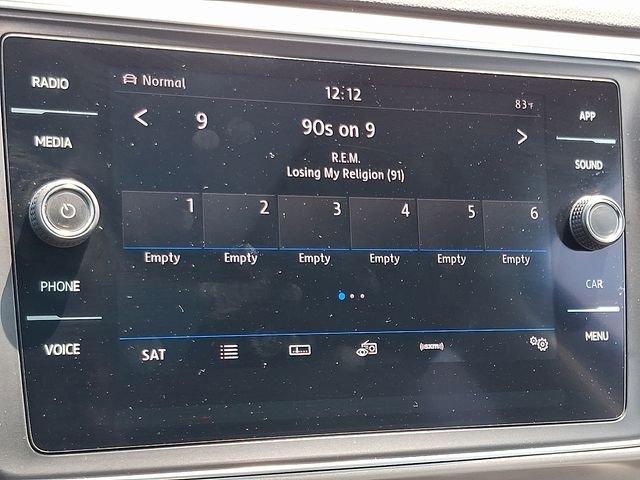 RADIO
MEDIA
PHONE
VOICE
Normal
12:12
83°F
< 9 90s on 9 >
R.E.M.
Losing My Religion (91)
1 2 3 4 5 6
Empty Empty Empty Empty Empty Empty
SAT
((SXM))
APP
SOUND
CAR
MENU